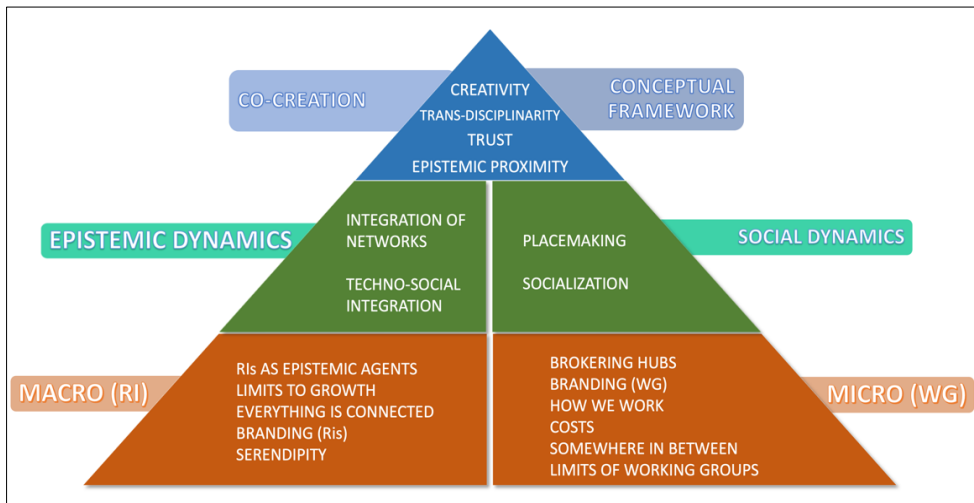 CO-CREATION
CREATIVITY
TRANS-DISCIPLINARITY
TRUST
EPISTEMIC PROXIMITY
CONCEPTUAL
FRAMEWORK
EPISTEMIC DYNAMICS
INTEGRATION OF
NETWORKS
TECHNO-SOCIAL
INTEGRATION
PLACEMAKING
SOCIALIZATION
SOCIAL DYNAMICS
MACRO (RI)
RIs AS EPISTEMIC AGENTS
LIMITS TO GROWTH
EVERYTHING IS CONNECTED
BRANDING (Ris)
SERENDIPITY
BROKERING HUBS
BRANDING (WG)
HOW WE WORK
COSTS
SOMEWHERE IN BETWEEN
LIMITS OF WORKING GROUPS
MICRO (WG)